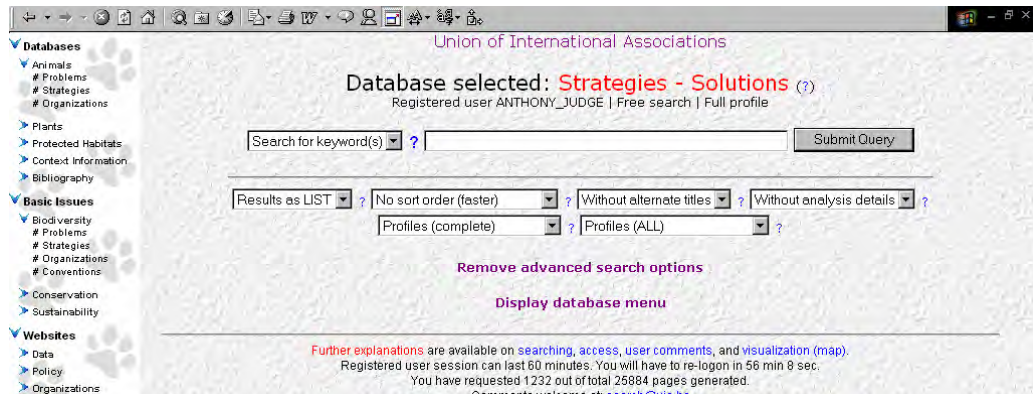 Databases
Animals
# Problems
# Strategies
# Organizations
Plants
Protected Habitats
Context Information
Bibliography
Basic Issues
Biodiversity
# Problems
# Strategies
# Organizations
# Conventions
Conservation
Sustainability
Websites
Data
Policy
Organizations
Union of International Associations
Database selected: Strategies - Solutions (?)
Registered user ANTHONY_JUDGE | Free search | Full profile
Search for keyword(s) ? Submit Query
Results as LIST ? No sort order (faster) ? Without alternate titles ? Without analysis details ?
Profiles (complete) ? Profiles (ALL) ?
Remove advanced search options
Display database menu
Further explanations are available on searching, access, user comments, and visualization (map).
Registered user session can last 60 minutes. You will have to re-logon in 56 min 8 sec.
You have requested 1232 out of total 25884 pages generated.
Comments welcome at: